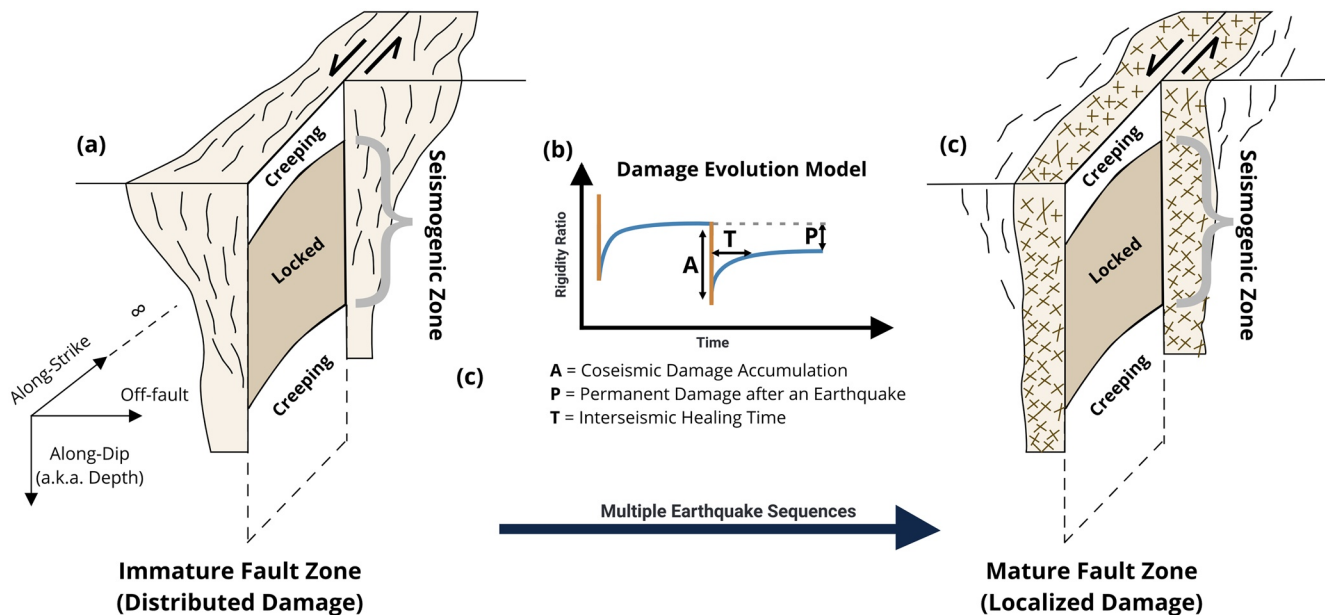 (a)
Creeping
Locked
Creeping
Seismogenic Zone
∞
Along-Strike
Off-fault
Along-Dip
(a.k.a. Depth)
Immature Fault Zone
(Distributed Damage)
(b)
Damage Evolution Model
Rigidity Ratio
A
T
P
Time
(c)
A = Coseismic Damage Accumulation
P = Permanent Damage after an Earthquake
T = Interseismic Healing Time
Multiple Earthquake Sequences
(c)
Creeping
Locked
Creeping
Seismogenic Zone
Mature Fault Zone
(Localized Damage)